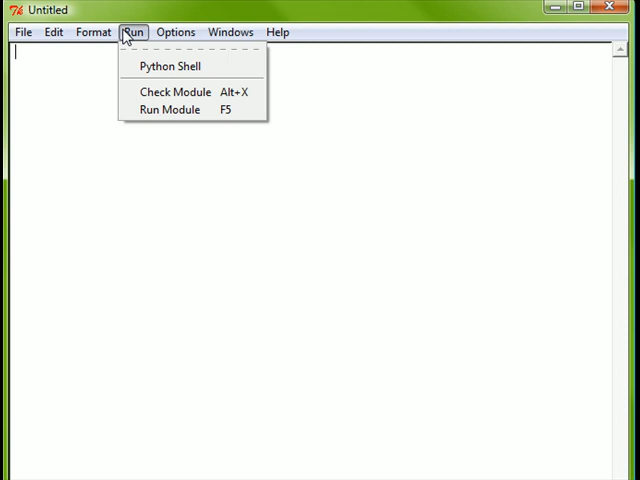 Untitled
File Edit Format Run Options Windows Help
Python Shell
Check Module Alt+X
Run Module F5